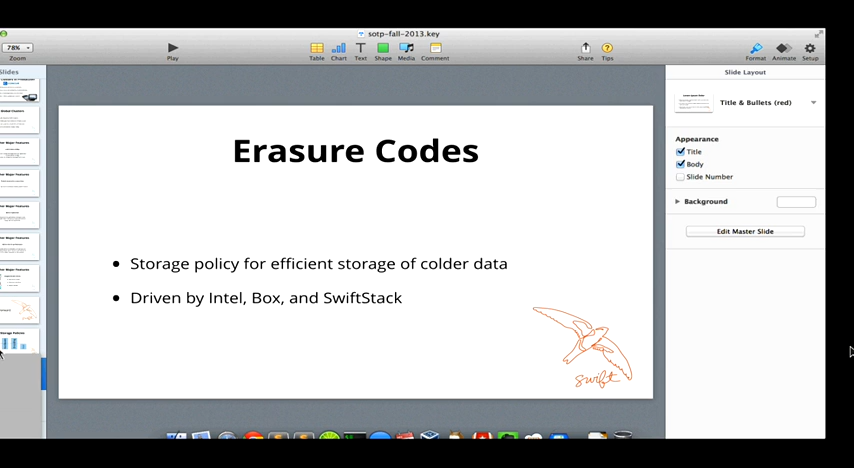 sotp-fall-2013.key
78%
Zoom
Play
Table
Chart
Text
Shape
Media
Comment
Share
Tips
Format
Animate
Setup
Slides
Slide Layout
Title & Bullets (red)
Appearance
Title
Body
Slide Number
Background
Edit Master Slide
Erasure Codes
• Storage policy for efficient storage of colder data
• Driven by Intel, Box, and SwiftStack
swift